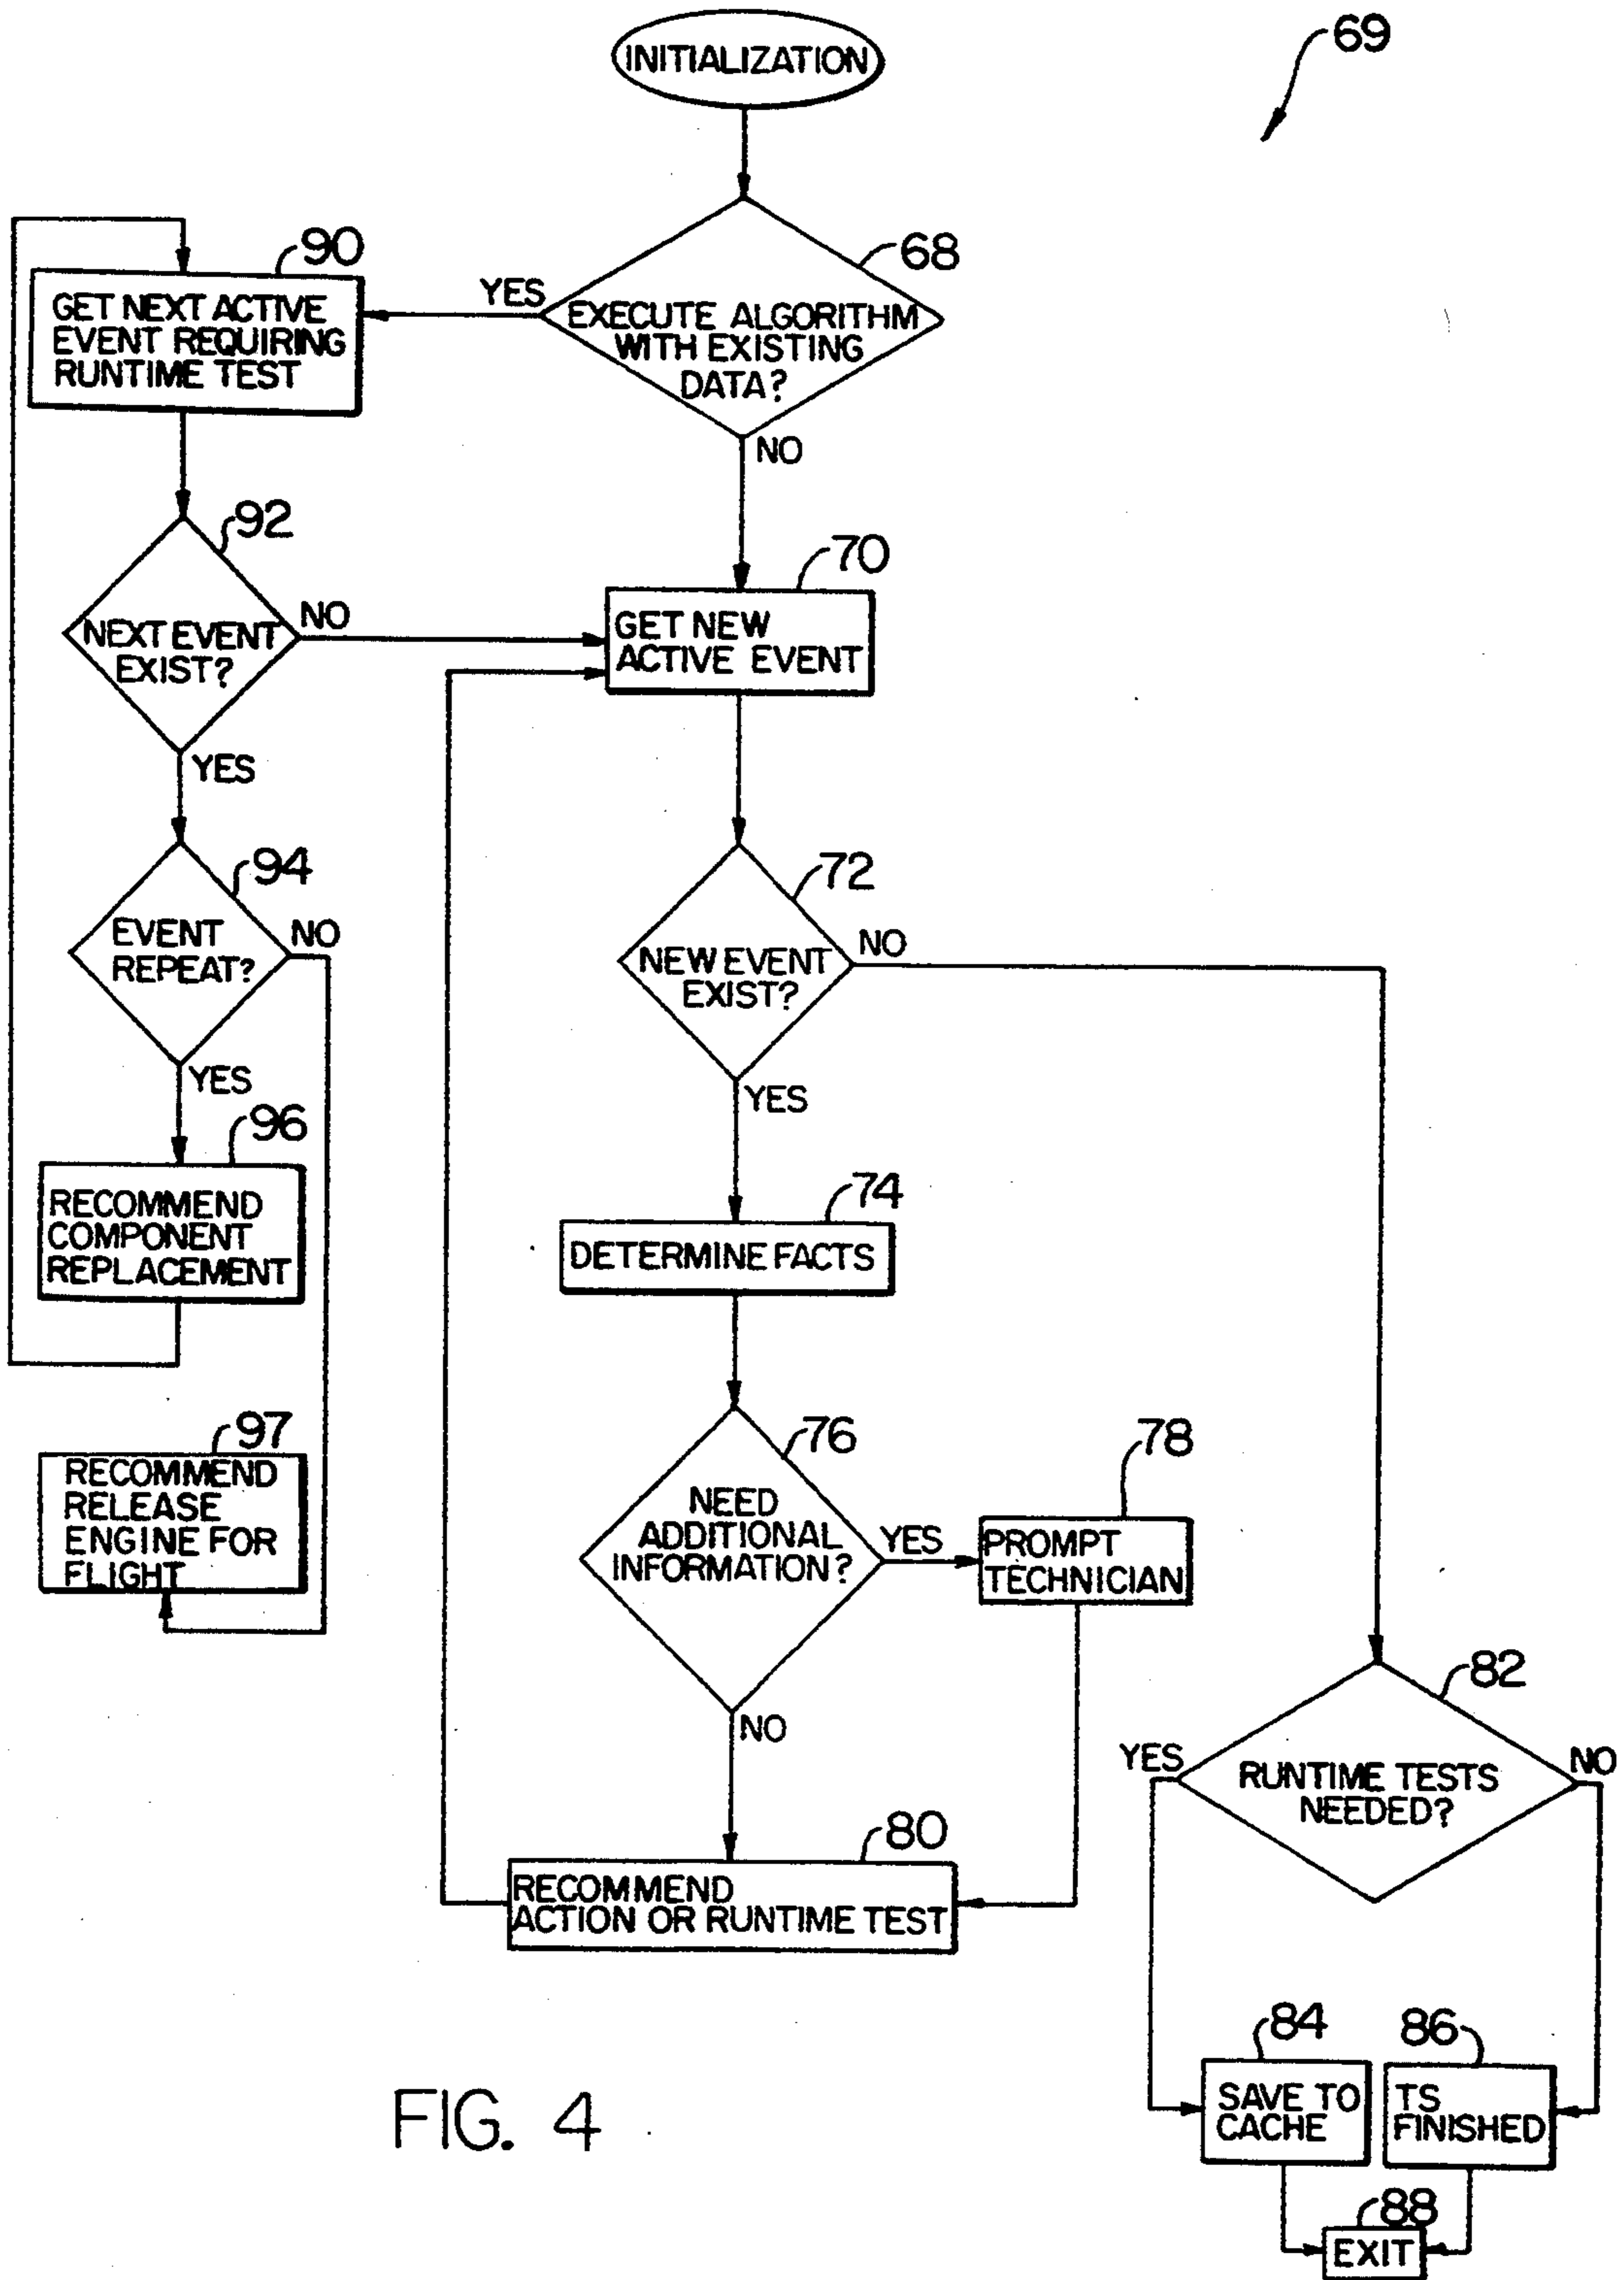 INITIALIZATION
69
68
EXECUTE ALGORITHM
WITH EXISTING
DATA?
YES
NO
90
GET NEXT ACTIVE
EVENT REQUIRING
RUNTIME TEST
92
NEXT EVENT
EXIST?
NO
YES
70
GET NEW
ACTIVE EVENT
94
EVENT
REPEAT?
NO
YES
72
NEW EVENT
EXIST?
NO
YES
96
RECOMMEND
COMPONENT
REPLACEMENT
74
DETERMINE FACTS
97
RECOMMEND
RELEASE
ENGINE FOR
FLIGHT
76
NEED
ADDITIONAL
INFORMATION?
YES
NO
78
PROMPT
TECHNICIAN
80
RECOMMEND
ACTION OR RUNTIME TEST
82
RUNTIME TESTS
NEEDED?
YES
NO
84
SAVE TO
CACHE
86
TS
FINISHED
88
EXIT
FIG. 4